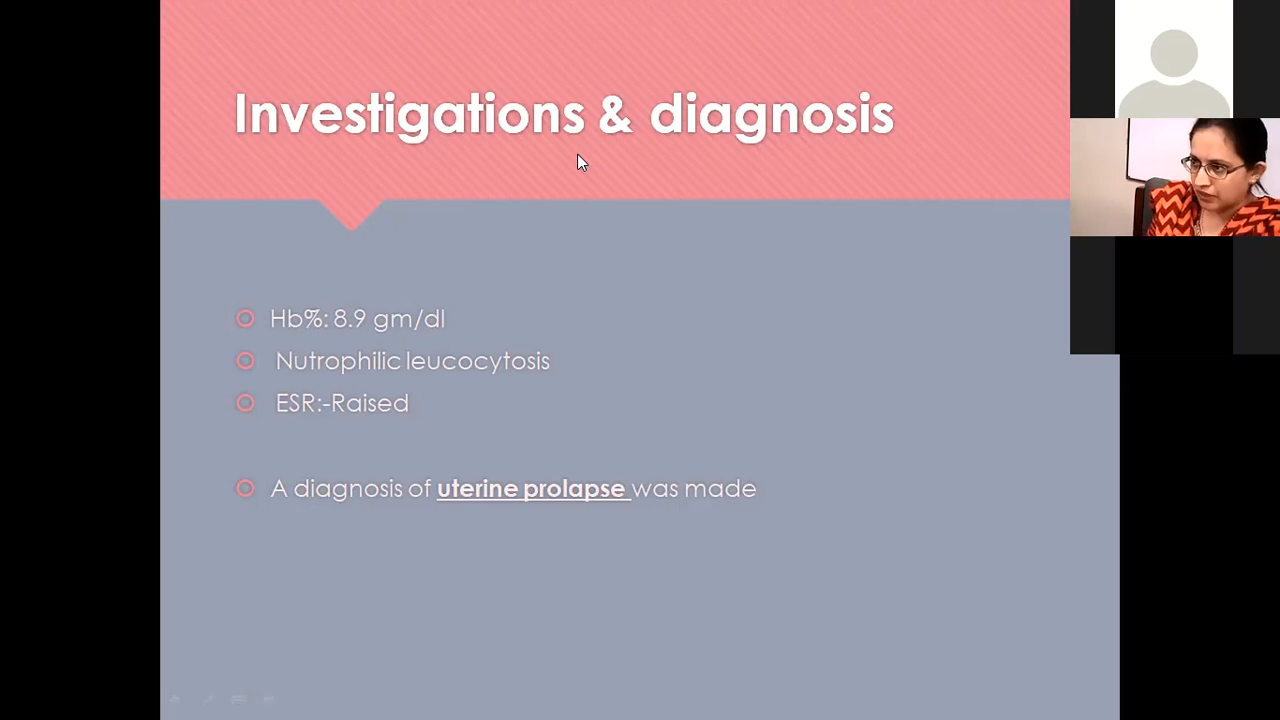 Investigations & diagnosis
Hb%: 8.9 gm/dl
Nutrophilic leucocytosis
ESR:-Raised
A diagnosis of uterine prolapse was made